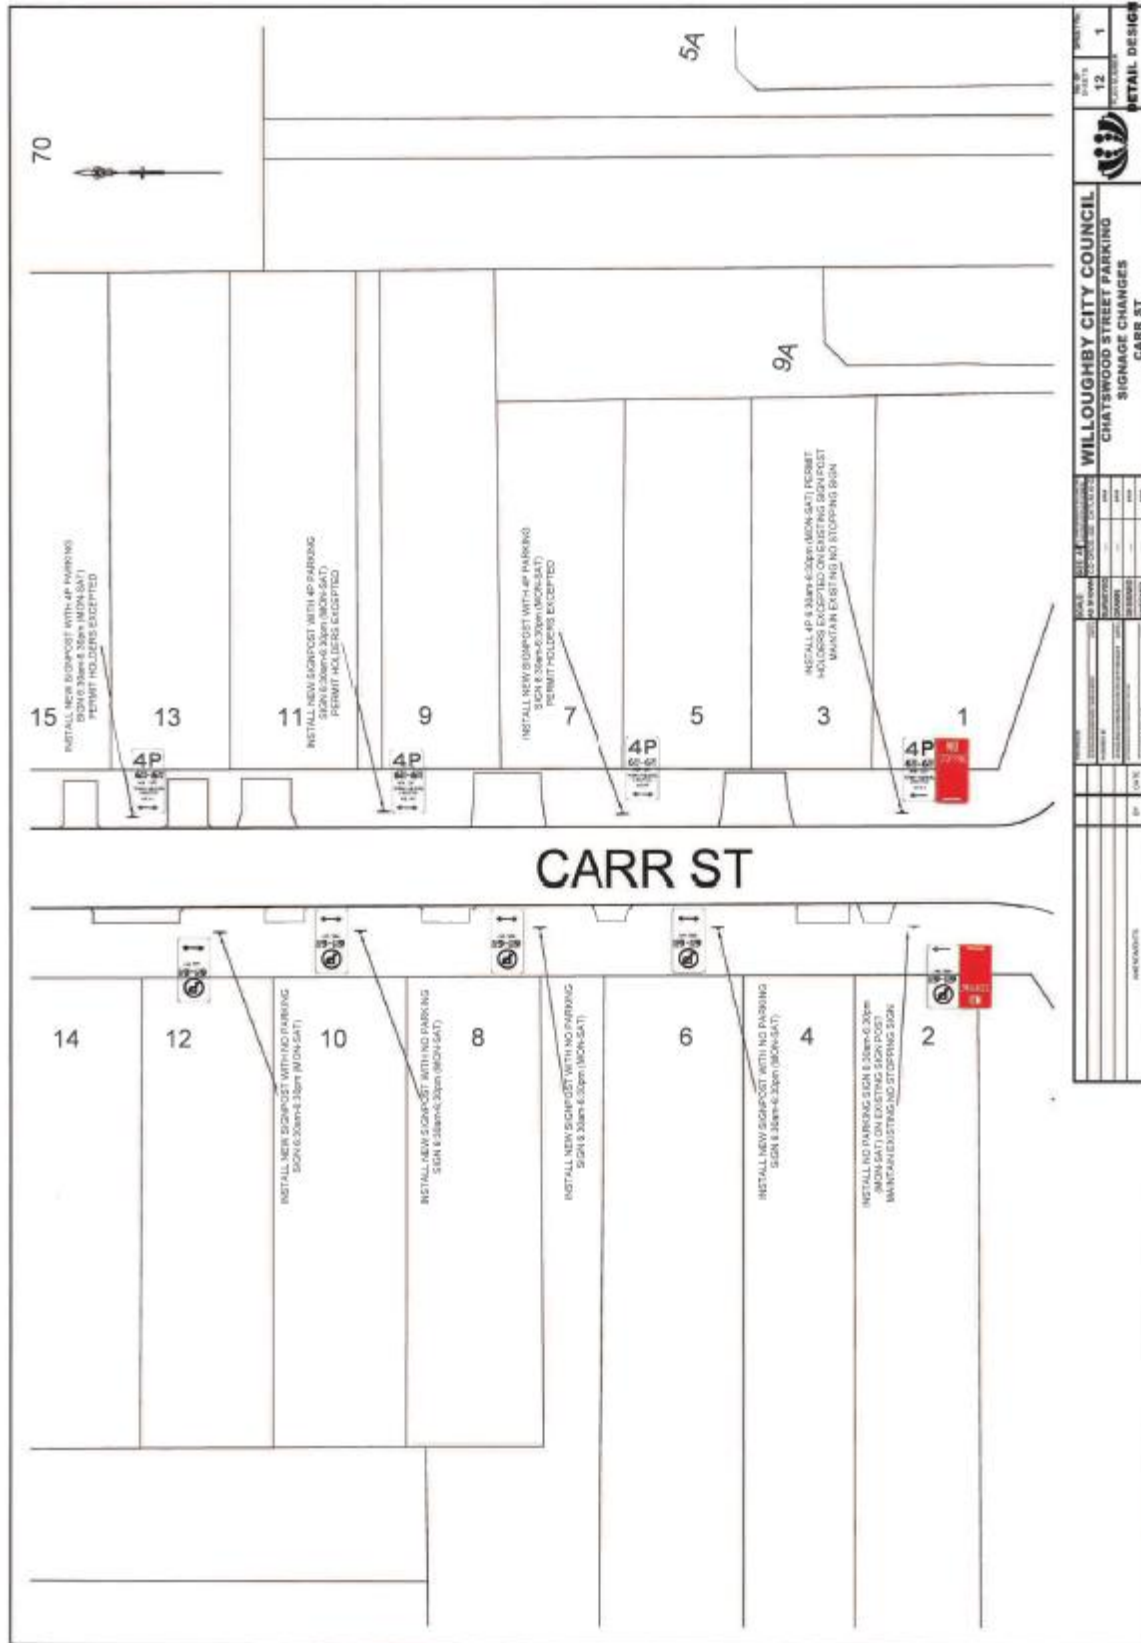 70
5A
9A
INSTALL NEW SIGNPOST WITH 4P PARKING
SIGN 8:30am-6:30pm (MON-SAT)
PERMIT HOLDERS EXCEPTED
INSTALL NEW SIGNPOST WITH 4P PARKING
SIGN 8:30am-6:30pm (MON-SAT)
PERMIT HOLDERS EXCEPTED
INSTALL NEW SIGNPOST WITH 4P PARKING
SIGN 8:30am-6:30pm (MON-SAT)
PERMIT HOLDERS EXCEPTED
INSTALL 4P 8:30am-6:30pm (MON-SAT) PERMIT
HOLDERS EXCEPTED ON EXISTING SIGN POST
MAINTAIN EXISTING NO STOPPING SIGN
15
13
11
9
7
5
3
1
4P
4P
4P
4P
NO
CARR ST
NO
14
12
10
8
6
4
2
INSTALL NEW SIGNPOST WITH NO PARKING
SIGN 8:30am-6:30pm (MON-SAT)
INSTALL NEW SIGNPOST WITH NO PARKING
SIGN 8:30am-6:30pm (MON-SAT)
INSTALL NEW SIGNPOST WITH NO PARKING
SIGN 8:30am-6:30pm (MON-SAT)
INSTALL NEW SIGNPOST WITH NO PARKING
SIGN 8:30am-6:30pm (MON-SAT)
INSTALL NO PARKING SIGN 8:30am-6:30pm
(MON-SAT) ON EXISTING SIGN POST
MAINTAIN EXISTING NO STOPPING SIGN
AMENDMENTS
BY
DATE
SCALE
WILLOUGHBY CITY COUNCIL
CHATSWOOD STREET PARKING
SIGNAGE CHANGES
CARR ST
NO OF
SHEETS
12
1
DETAIL DESIGN